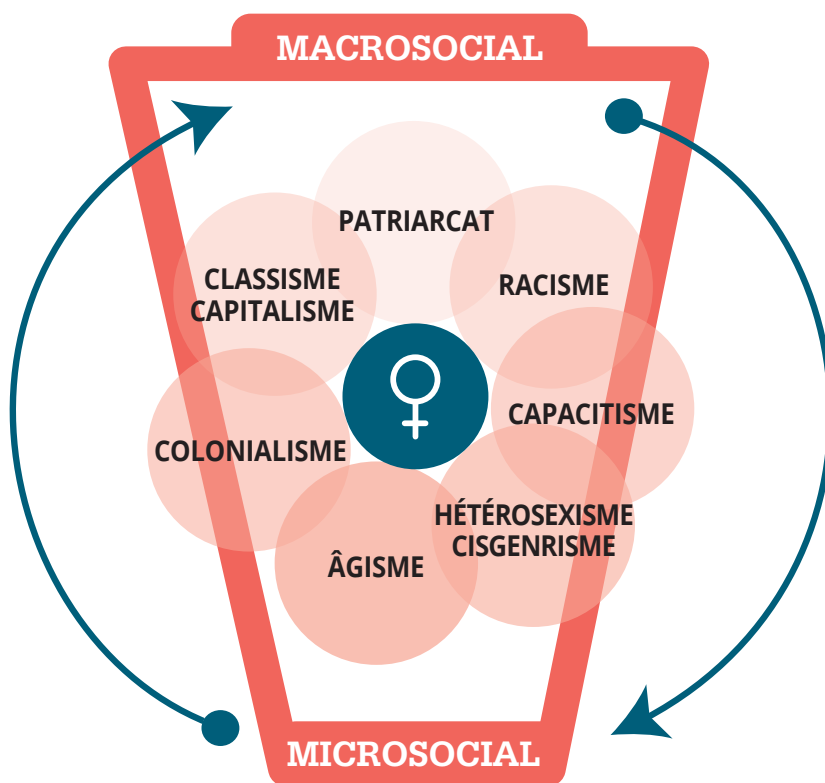 MACROSOCIAL
PATRIARCAT
CLASSISME
CAPITALISME
RACISME
CAPACITISME
COLONIALISME
HÉTÉROSEXISME
CISGENRISME
ÂGISME
MICROSOCIAL